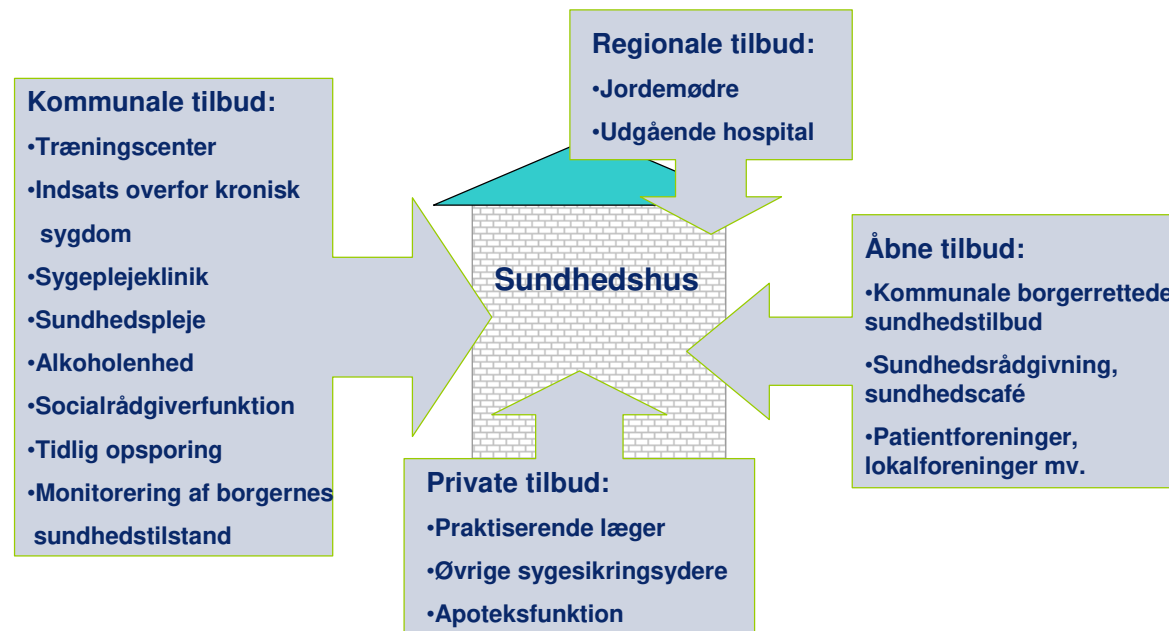 Regionale tilbud:
•Jordemødre
•Udgående hospital
Kommunale tilbud:
•Træningscenter
•Indsats overfor kronisk
sygdom
•Sygeplejeklinik
•Sundhedspleje
•Alkoholenhed
•Socialrådgiverfunktion
•Tidlig opsporing
•Monitorering af borgernes
sundhedstilstand
Sundhedshus
Åbne tilbud:
•Kommunale borgerrettede
sundhedstilbud
•Sundhedsrådgivning,
sundhedscafé
•Patientforeninger,
lokalforeninger mv.
Private tilbud:
•Praktiserende læger
•Øvrige sygesikringsydere
•Apoteksfunktion